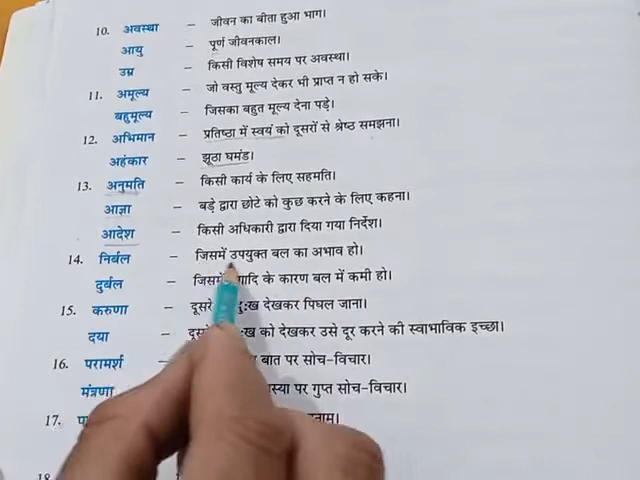 10. अवस्था – जीवन का बीता हुआ भाग।
आयु – पूर्ण जीवनकाल।
उम्र – किसी विशेष समय पर अवस्था।
11. अमूल्य – जो वस्तु मूल्य देकर भी प्राप्त न हो सके।
बहुमूल्य – जिसका बहुत मूल्य देना पड़े।
12. अभिमान – प्रतिष्ठा में स्वयं को दूसरों से श्रेष्ठ समझना।
अहंकार – झूठा घमंड।
13. अनुमति – किसी कार्य के लिए सहमति।
आज्ञा – बड़े द्वारा छोटे को कुछ करने के लिए कहना।
आदेश – किसी अधिकारी द्वारा दिया गया निर्देश।
14. निर्बल – जिसमें उपयुक्त बल का अभाव हो।
दुर्बल – जिसमें के कारण बल में कमी हो।
15. करुणा – दूसरे देखकर पिघल जाना।
दया – को देखकर उसे दूर करने की स्वाभाविक इच्छा।
16. परामर्श – बात पर सोच-विचार।
मंत्रणा पर गुप्त सोच-विचार।
17.
18